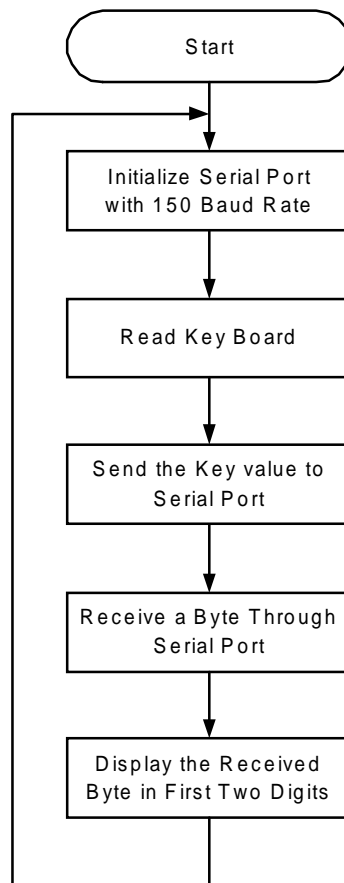 Start
Initialize Serial Port
with 150 Baud Rate
Read Key Board
Send the Key value to
Serial Port
Receive a Byte Through
Serial Port
Display the Received
Byte in First Two Digits